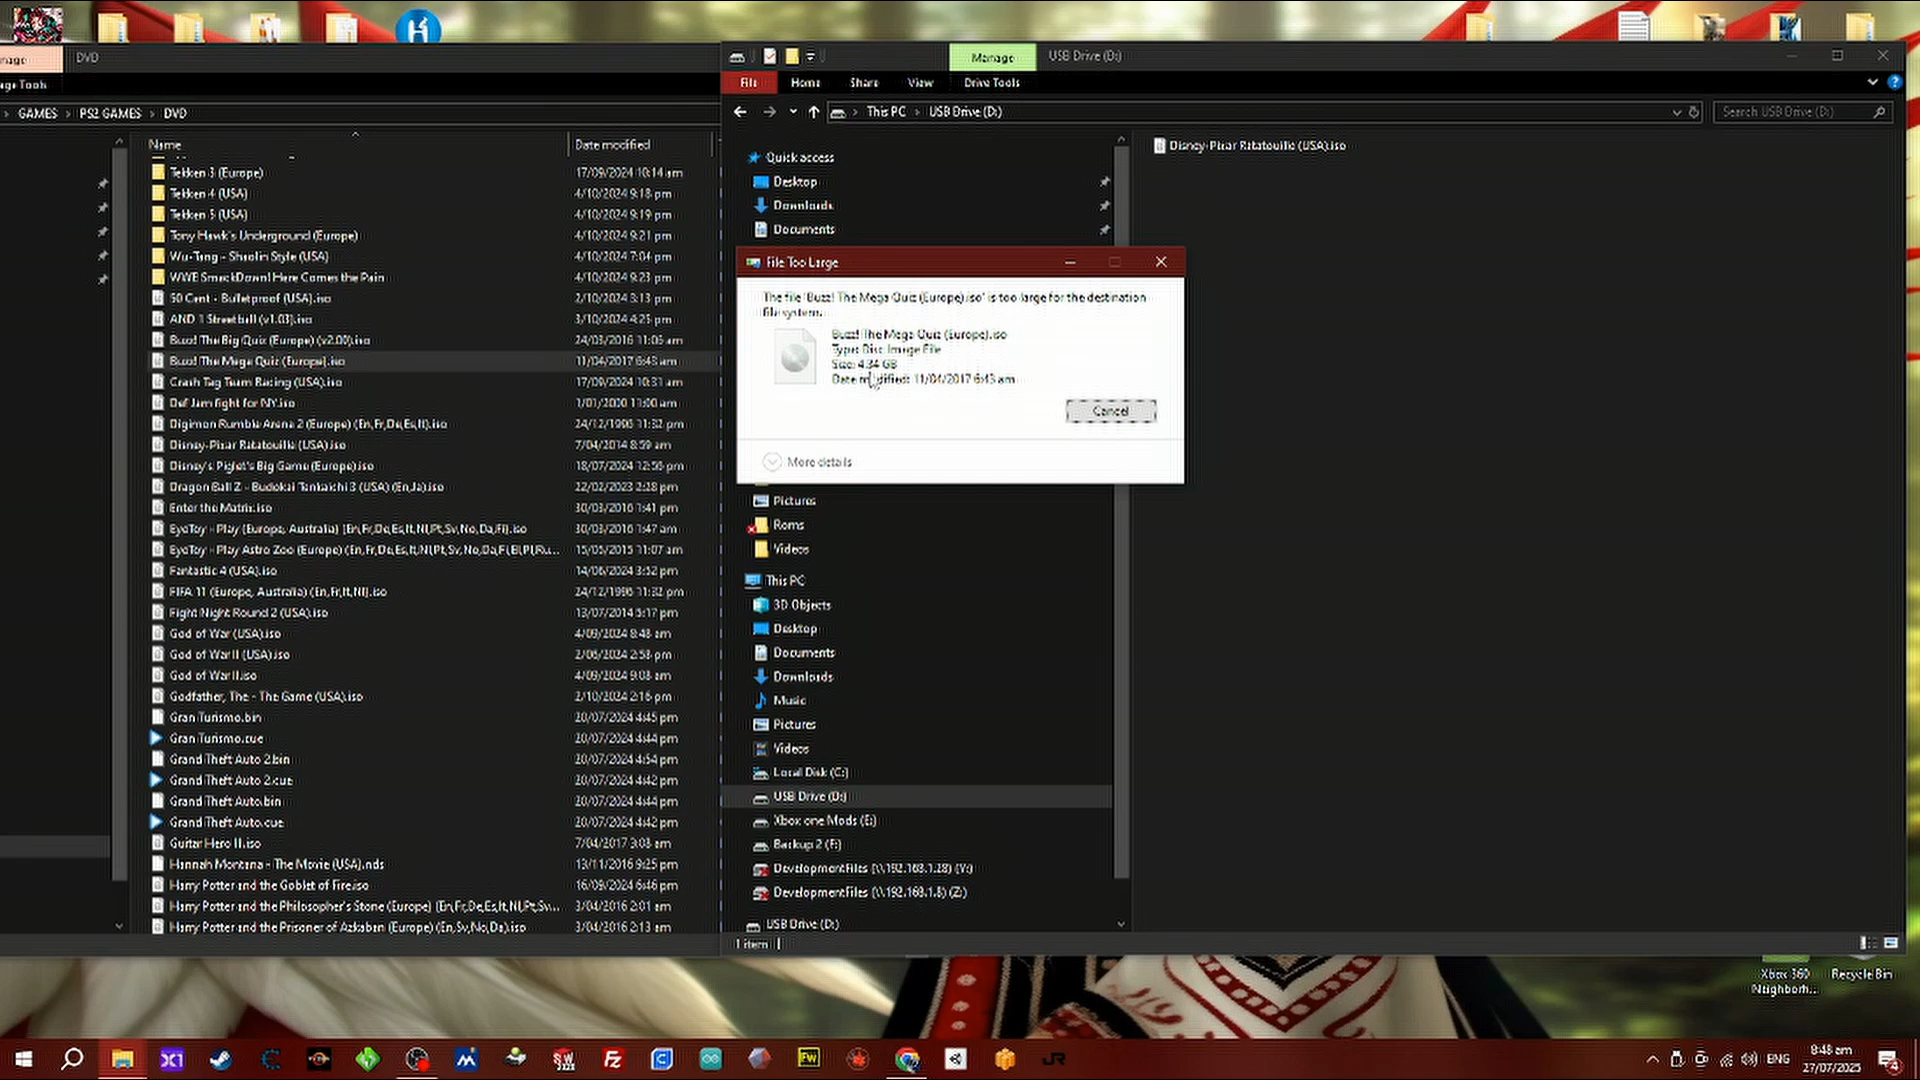 nage
DVD
ge Tools
GAMES > PS2 GAMES > DVD
Name
Date modified
Tekken 3 (Europe)
17/09/2024 10:14 am
Tekken 4 (USA)
4/10/2024 9:18 pm
Tekken 5 (USA)
4/10/2024 9:19 pm
Tony Hawk's Underground (Europe)
4/10/2024 9:21 pm
Wu-Tang - Shaolin Style (USA)
4/10/2024 7:04 pm
WWE SmackDown! Here Comes the Pain
4/10/2024 9:23 pm
50 Cent - Bulletproof (USA).iso
2/10/2024 3:13 pm
AND 1 Streetball (v1.03).iso
3/10/2024 4:25 pm
Buzz! The Big Quiz (Europe) (v2.00).iso
24/03/2016 11:06 am
Buzz! The Mega Quiz (Europe).iso
11/04/2017 6:43 am
Crash Tag Team Racing (USA).iso
17/09/2024 10:31 am
Def Jam fight for NY.iso
1/01/2000 11:00 am
Digimon Rumble Arena 2 (Europe) (En,Fr,De,Es,It).iso
24/12/1996 11:32 pm
Disney-Pixar Ratatouille (USA).iso
7/04/2014 8:59 am
Disney's Piglet's Big Game (Europe).iso
18/07/2024 12:56 pm
Dragon Ball Z - Budokai Tenkaichi 3 (USA) (En,Ja).iso
22/02/2023 2:28 pm
Enter the Matrix.iso
30/03/2016 1:41 pm
EyeToy - Play (Europe, Australia) (En,Fr,De,Es,It,Nl,Pt,Sv,No,Da,Fi).iso
30/03/2016 1:47 am
EyeToy - Play Astro Zoo (Europe) (En,Fr,De,Es,It,Nl,Pt,Sv,No,Da,Fi,El,Pl,Ru...
15/05/2015 11:07 am
Fantastic 4 (USA).iso
14/06/2024 3:52 pm
FIFA 11 (Europe, Australia) (En,Fr,It,Nl).iso
24/12/1996 11:32 pm
Fight Night Round 2 (USA).iso
13/07/2014 5:17 pm
God of War (USA).iso
4/09/2024 8:48 am
God of War II (USA).iso
2/06/2024 2:58 pm
God of War II.iso
4/09/2024 9:08 am
Godfather, The - The Game (USA).iso
2/10/2024 2:16 pm
Gran Turismo.bin
20/07/2024 4:45 pm
Gran Turismo.cue
20/07/2024 4:44 pm
Grand Theft Auto 2.bin
20/07/2024 4:54 pm
Grand Theft Auto 2.cue
20/07/2024 4:42 pm
Grand Theft Auto.bin
20/07/2024 4:44 pm
Grand Theft Auto.cue
20/07/2024 4:42 pm
Guitar Hero II.iso
7/04/2017 3:08 am
Hannah Montana - The Movie (USA).nds
13/11/2016 9:25 pm
Harry Potter and the Goblet of Fire.iso
16/09/2024 6:46 pm
Harry Potter and the Philosopher's Stone (Europe) (En,Fr,De,Es,It,Nl,Pt,Sv...
3/04/2016 2:01 am
Harry Potter and the Prisoner of Azkaban (Europe) (En,Sv,No,Da).iso
3/04/2016 2:13 am
Manage
USB Drive (D:)
File
Home
Share
View
Drive Tools
This PC > USB Drive (D:)
Search USB Drive (D:)
Quick access
Desktop
Downloads
Documents
Disney-Pixar Ratatouille (USA).iso
File Too Large
The file 'Buzz! The Mega Quiz (Europe).iso' is too large for the destination
file system.
Buzz! The Mega Quiz (Europe).iso
Type: Disc Image File
Size: 4.34 GB
Date modified: 11/04/2017 6:43 am
Cancel
More details
Pictures
Roms
Videos
This PC
3D Objects
Desktop
Documents
Downloads
Music
Pictures
Videos
Local Disk (C:)
USB Drive (D:)
Xbox one Mods (E:)
Backup 2 (F:)
DevelopmentFiles (\\192.168.1.28) (Y:)
DevelopmentFiles (\\192.168.1.8) (Z:)
USB Drive (D:)
1 item
Xbox 360
Neighborh...
Recycle Bin
ENG
8:48 am
27/07/2025
4